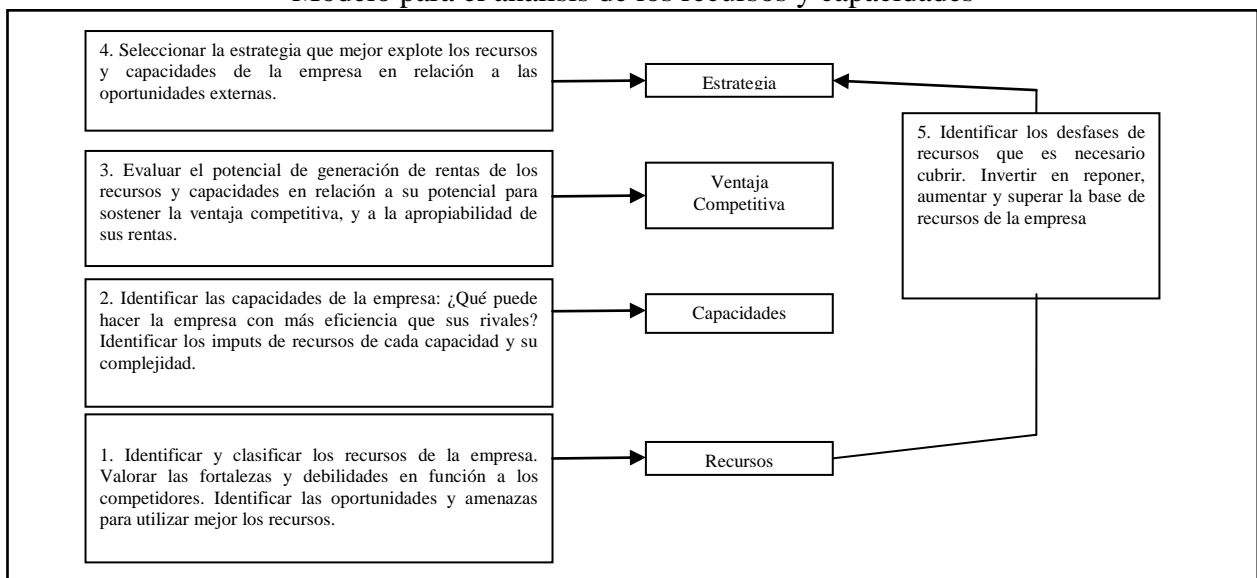 Modelo para el análisis de los recursos y capacidades
4. Seleccionar la estrategia que mejor explote los recursos
y capacidades de la empresa en relación a las
oportunidades externas.
Estrategia
5. Identificar los desfases de
recursos que es necesario
cubrir. Invertir en reponer,
aumentar y superar la base de
recursos de la empresa
3. Evaluar el potencial de generación de rentas de los
recursos y capacidades en relación a su potencial para
sostener la ventaja competitiva, y a la apropiabilidad de
sus rentas.
Ventaja
Competitiva
2. Identificar las capacidades de la empresa: ¿Qué puede
hacer la empresa con más eficiencia que sus rivales?
Identificar los imputs de recursos de cada capacidad y su
complejidad.
Capacidades
1. Identificar y clasificar los recursos de la empresa.
Valorar las fortalezas y debilidades en función a los
competidores. Identificar las oportunidades y amenazas
para utilizar mejor los recursos.
Recursos